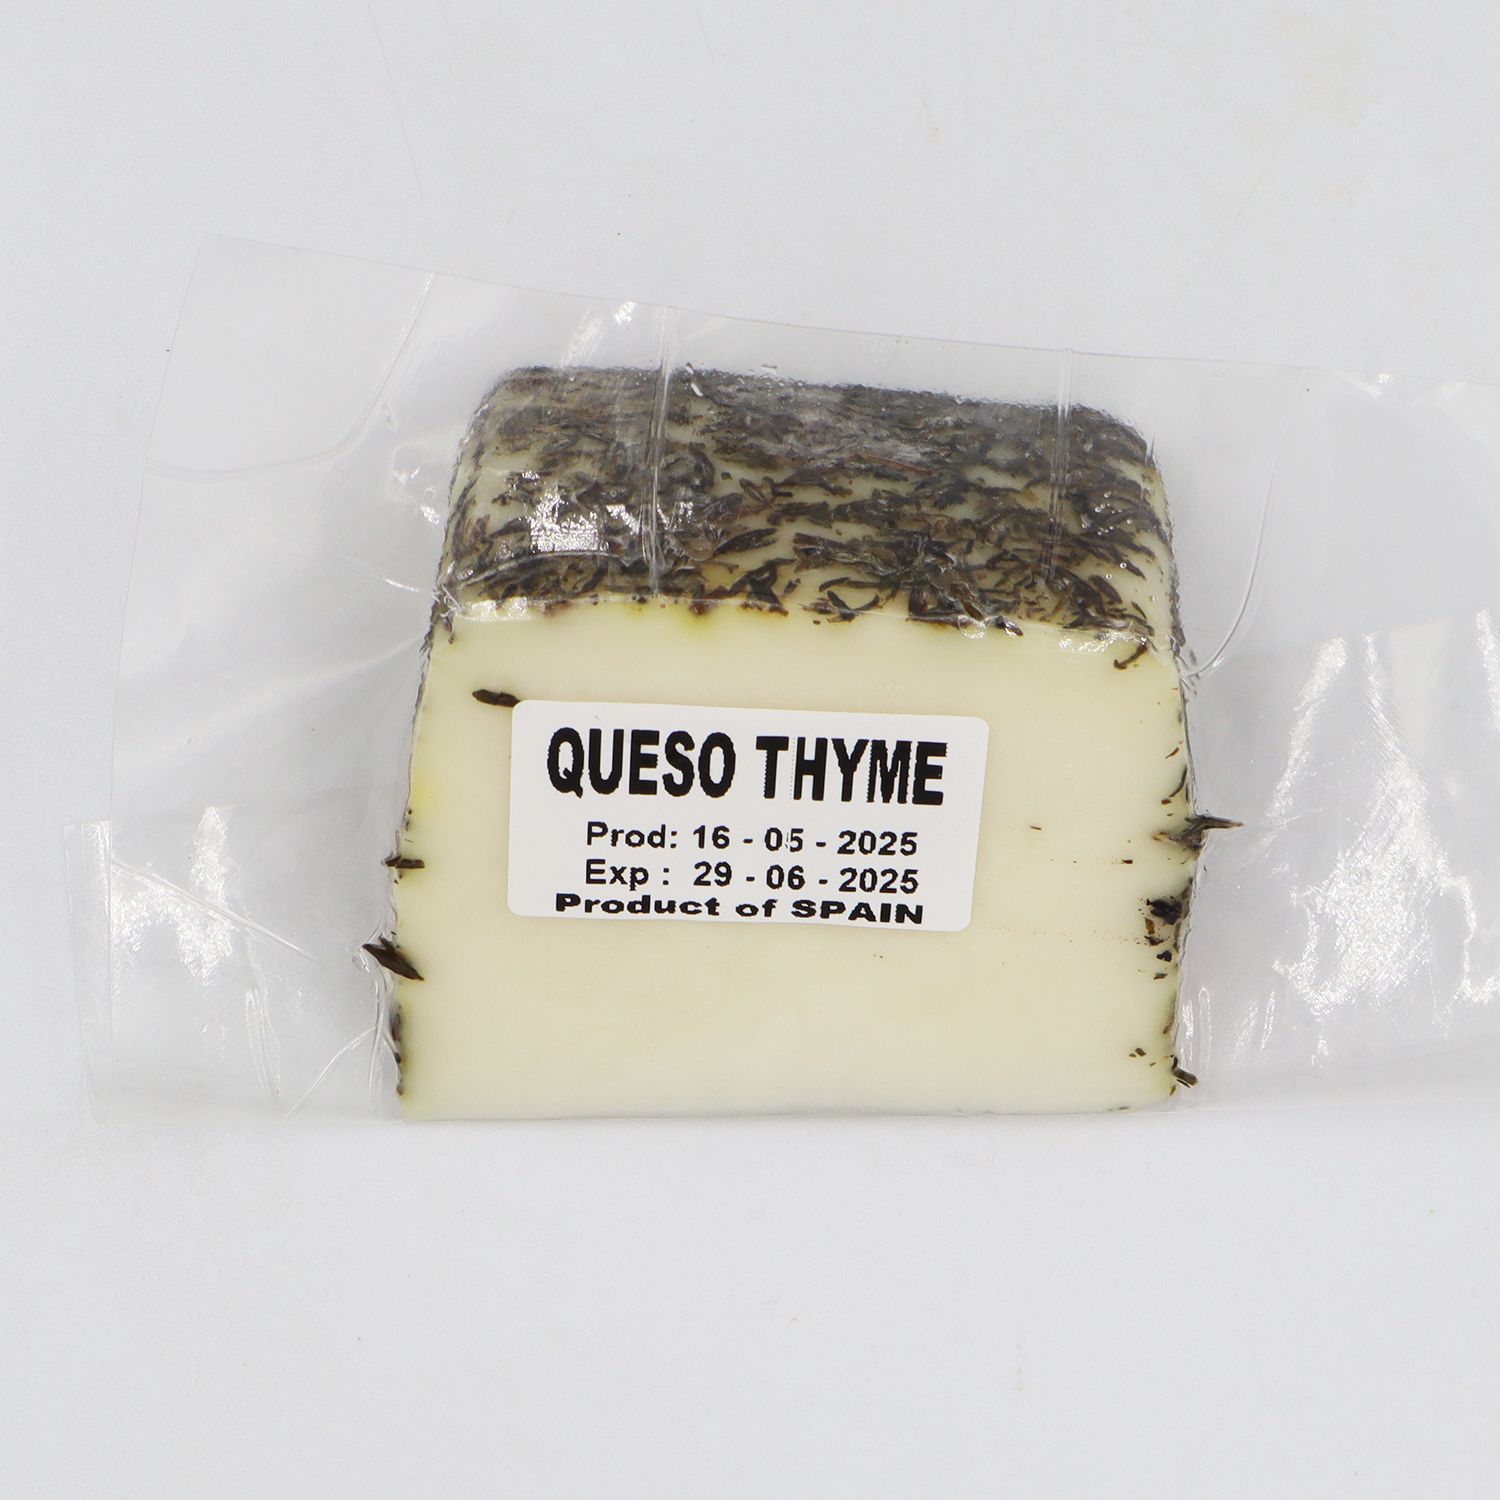 QUESO THYME
Prod: 16 - 05 - 2025
Exp : 29 - 06 - 2025
Product of SPAIN